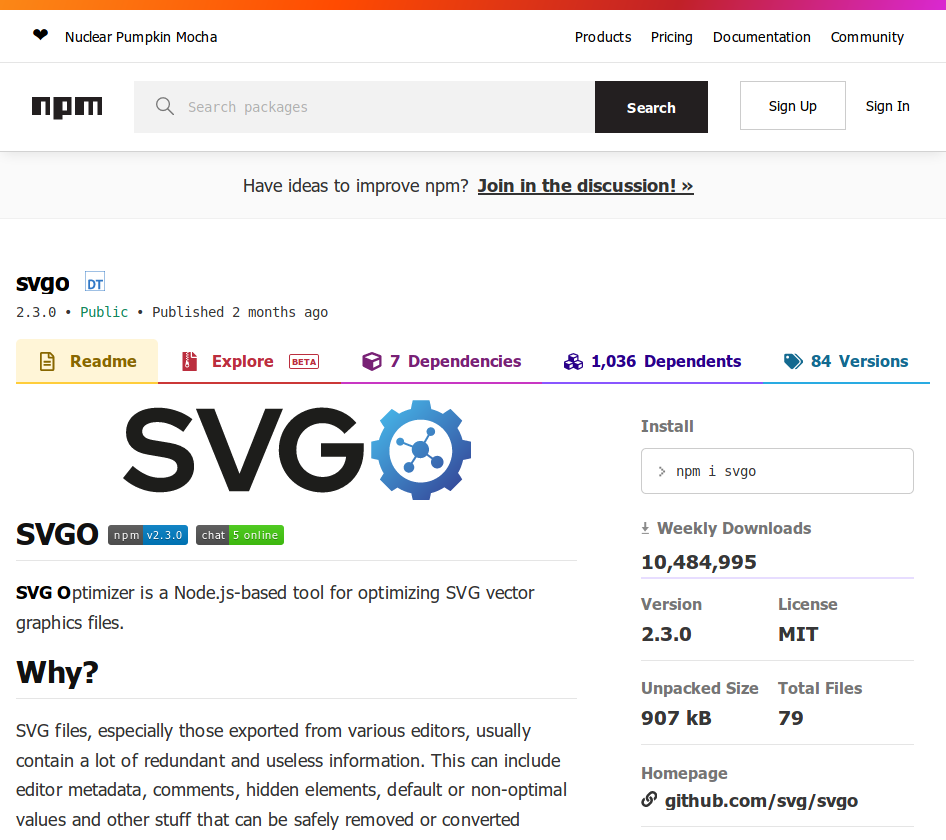 ❤ Nuclear Pumpkin Mocha
Products Pricing Documentation Community
npm
Search packages
Search
Sign Up
Sign In
Have ideas to improve npm? Join in the discussion! »
svgo DT
2.3.0 • Public • Published 2 months ago
Readme
Explore BETA
7 Dependencies
1,036 Dependents
84 Versions
SVG
SVGO npm v2.3.0 chat 5 online
SVG Optimizer is a Node.js-based tool for optimizing SVG vector
graphics files.
Why?
SVG files, especially those exported from various editors, usually
contain a lot of redundant and useless information. This can include
editor metadata, comments, hidden elements, default or non-optimal
values and other stuff that can be safely removed or converted
Install
> npm i svgo
Weekly Downloads
10,484,995
Version License
2.3.0 MIT
Unpacked Size Total Files
907 kB 79
Homepage
github.com/svg/svgo